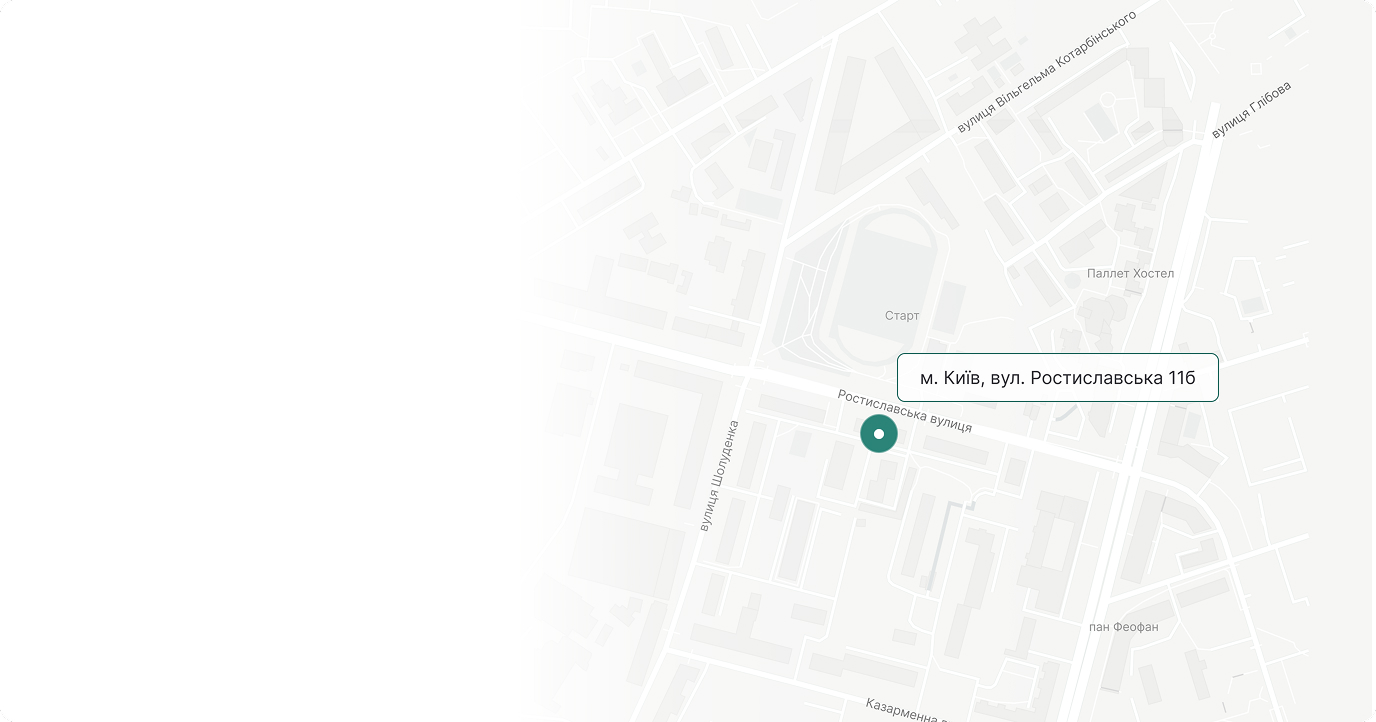 вулиця Вільгельма Котарбінського
вулиця Глібова
Паллет Хостел
Старт
м. Київ, вул. Ростиславська 11б
Ростиславська вулиця
вулиця Шолуденка
пан Феофан
Казарменна в